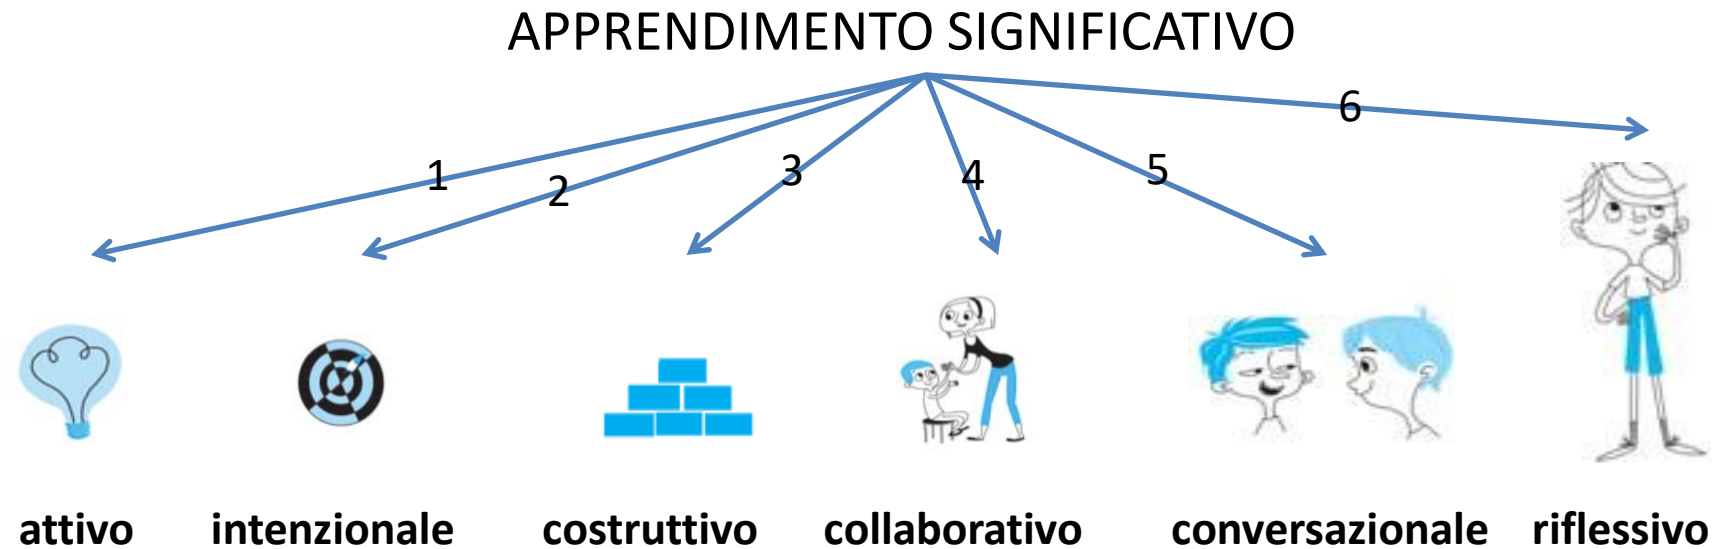 APPRENDIMENTO SIGNIFICATIVO
1
2
3
4
5
6
attivo
intenzionale
costruttivo
collaborativo
conversazionale
riflessivo